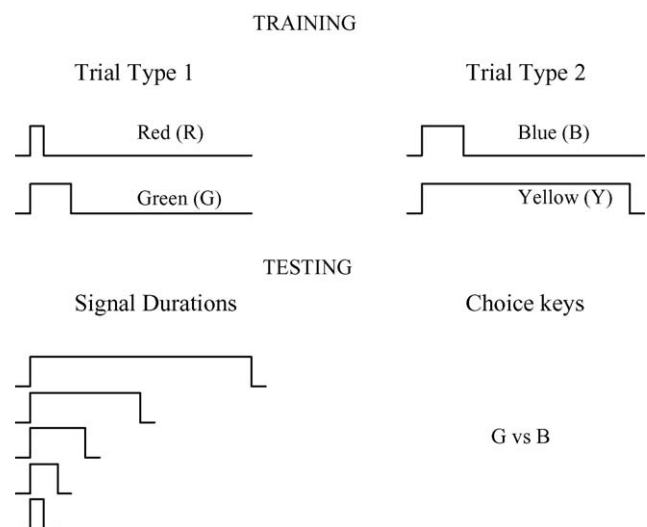 TRAINING
Trial Type 1
Trial Type 2
Red (R)
Blue (B)
Green (G)
Yellow (Y)
TESTING
Signal Durations
Choice keys
G vs B